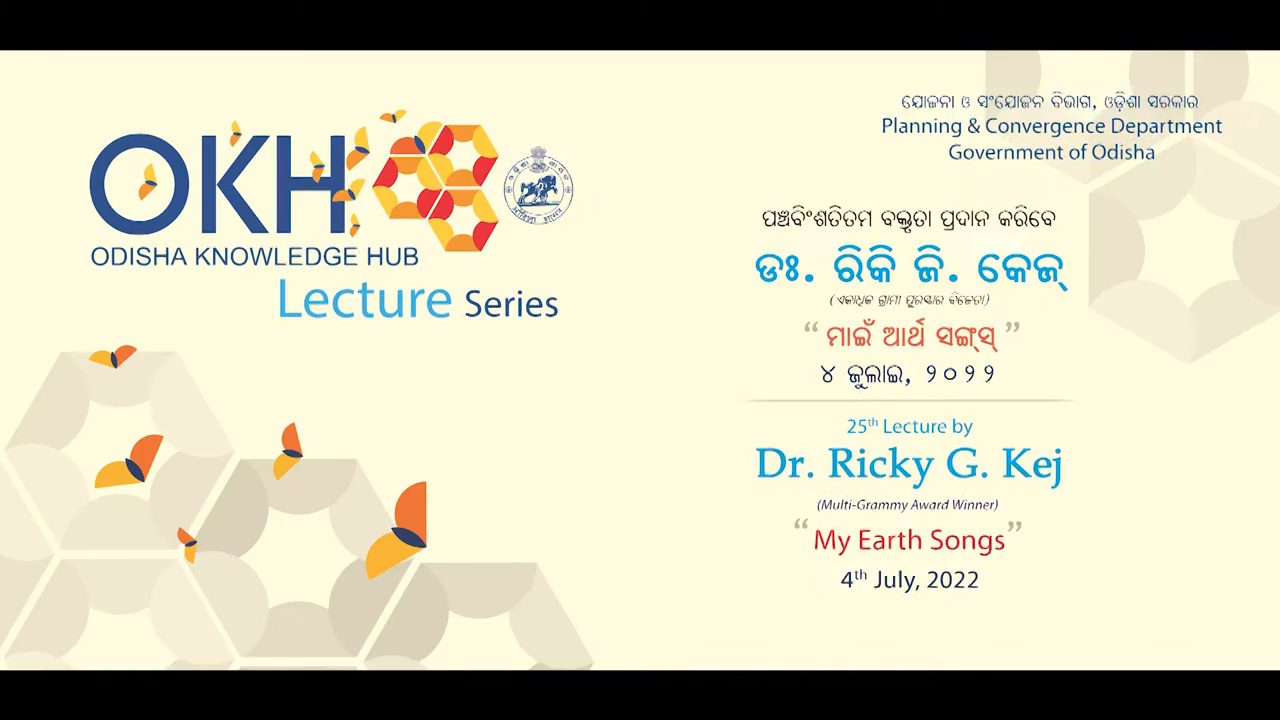 OKH
ODISHA KNOWLEDGE HUB
Lecture Series
ଯୋଜନା ଓ ସଂଯୋଜନ ବିଭାଗ, ଓଡ଼ିଶା ସରକାର
Planning & Convergence Department
Government of Odisha
ପଞ୍ଚବିଂଶତିତମ ବକ୍ତୃତା ପ୍ରଦାନ କରିବେ
ଡଃ. ରିକି ଜି. କେଜ୍
(ଏକାଧିକ ଗ୍ରାମୀ ପୁରସ୍କାର ବିଜେତା)
“ ମାଇଁ ଆର୍ଥ ସଙ୍ଗ୍‌ସ୍ ”
୪ ଜୁଲାଇ, ୨୦୨୨
25th Lecture by
Dr. Ricky G. Kej
(Multi-Grammy Award Winner)
“My Earth Songs”
4th July, 2022